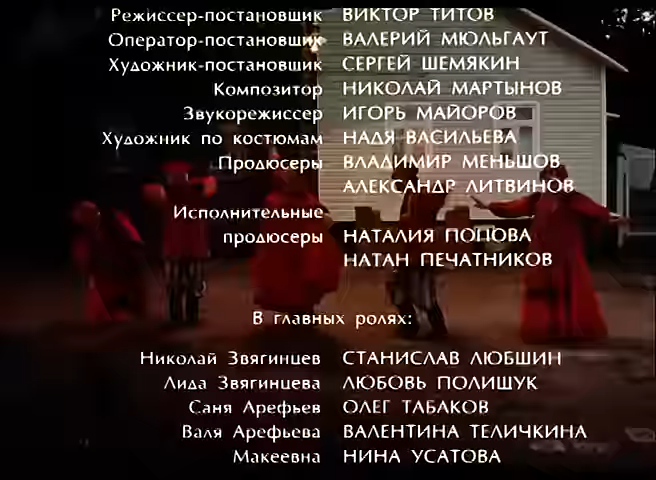 Режиссер-постановщик ВИКТОР ТИТОВ
Оператор-постановщик ВАЛЕРИЙ МЮЛЬГАУТ
Художник-постановщик СЕРГЕЙ ШЕМЯКИН
Композитор НИКОЛАЙ МАРТЫНОВ
Звукорежиссер ИГОРЬ МАЙОРОВ
Художник по костюмам НАДЯ ВАСИЛЬЕВА
Продюсеры ВЛАДИМИР МЕНЬШОВ
АЛЕКСАНДР ЛИТВИНОВ
Исполнительные
продюсеры НАТАЛИЯ ПОПОВА
НАТАН ПЕЧАТНИКОВ
В главных ролях:
Николай Звягинцев СТАНИСЛАВ ЛЮБШИН
Лида Звягинцева ЛЮБОВЬ ПОЛИЩУК
Саня Арефьев ОЛЕГ ТАБАКОВ
Валя Арефьева ВАЛЕНТИНА ТЕЛИЧКИНА
Макеевна НИНА УСАТОВА